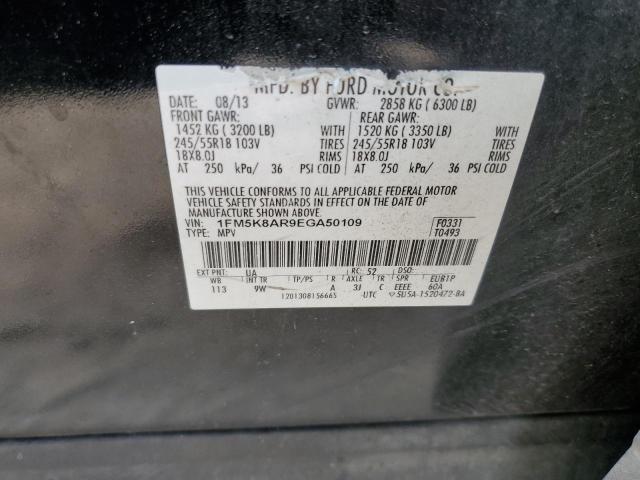 MFD. BY FORD MOTOR CO.
DATE: 08/13 GVWR: 2858 KG ( 6300 LB)
FRONT GAWR: REAR GAWR:
1452 KG ( 3200 LB) WITH 1520 KG ( 3350 LB) WITH
245/55R18 103V TIRES 245/55R18 103V TIRES
18X8.0J RIMS 18X8.0J RIMS
AT 250 kPa/ 36 PSI COLD AT 250 kPa/ 36 PSI COLD
THIS VEHICLE CONFORMS TO ALL APPLICABLE FEDERAL MOTOR
VEHICLE SAFETY STANDARDS IN EFFECT ON THE DATE OF
MANUFACTURE SHOWN ABOVE.
VIN: 1FM5K8AR9EGA50109 F0331
TYPE: MPV T0493
EXT PNT: UA RC: 52 DSO:
WB INT TR TP/PS R AXLE TR SPR EUB1P
113 9W A 3J C EEEE 60A
1201308156665 UTC 5U5A-1520472-BA